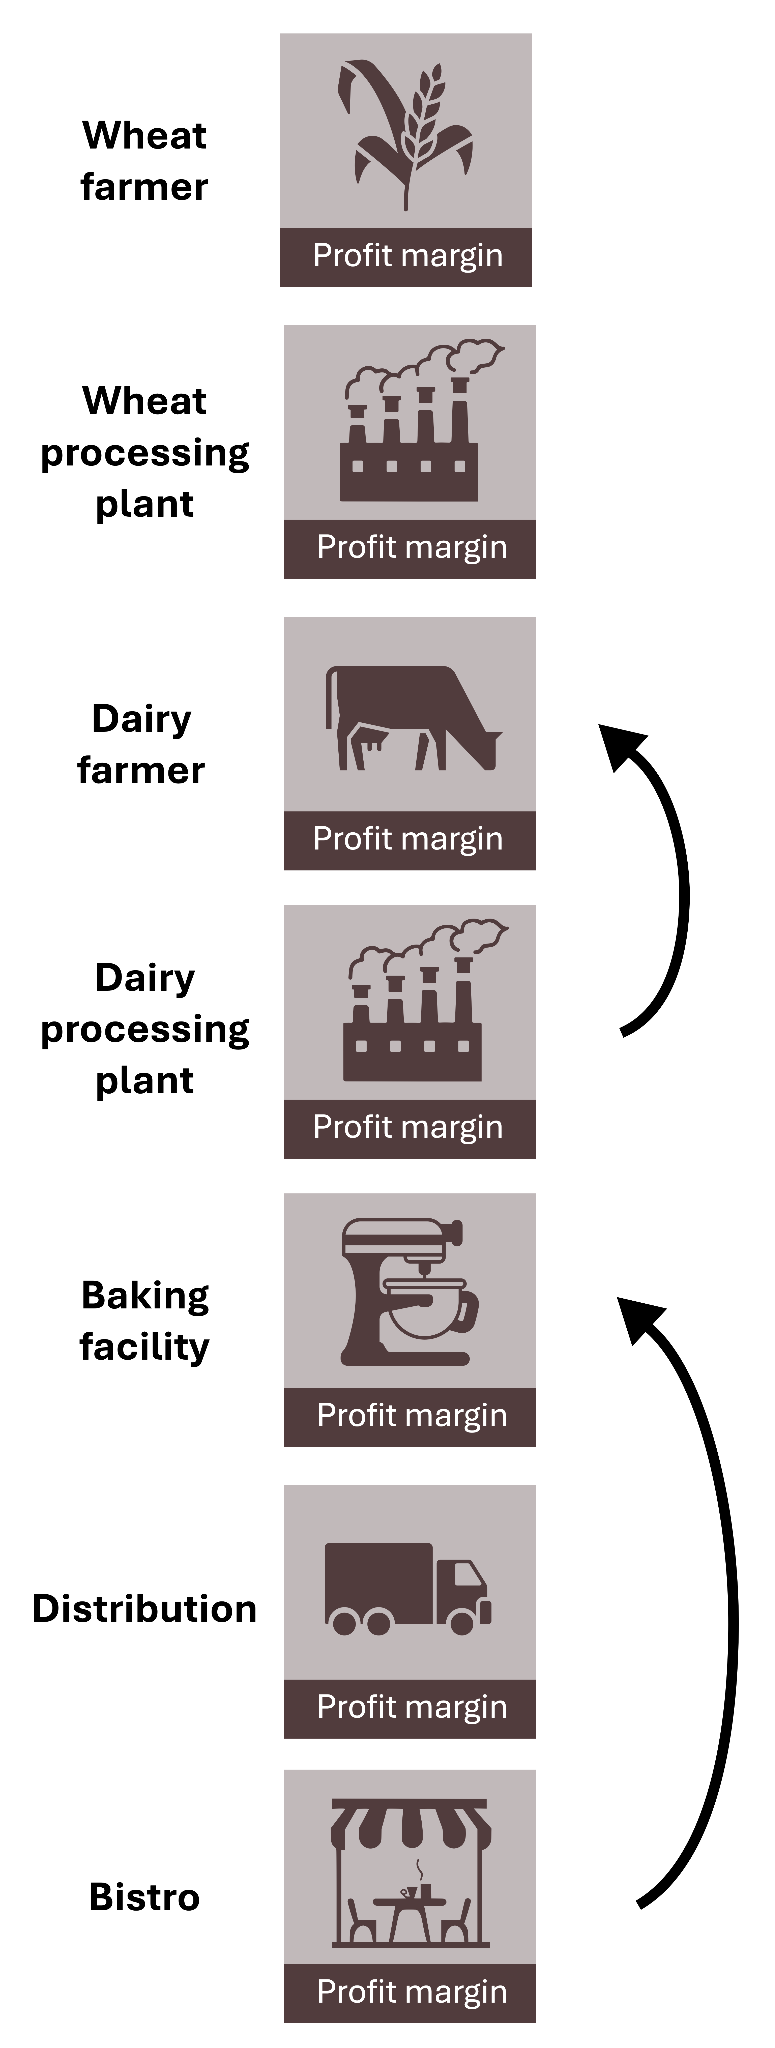 Wheat
farmer
Profit margin
Wheat
processing
plant
Profit margin
Dairy
farmer
Profit margin
Dairy
processing
plant
Profit margin
Baking
facility
Profit margin
Distribution
Profit margin
Bistro
Profit margin